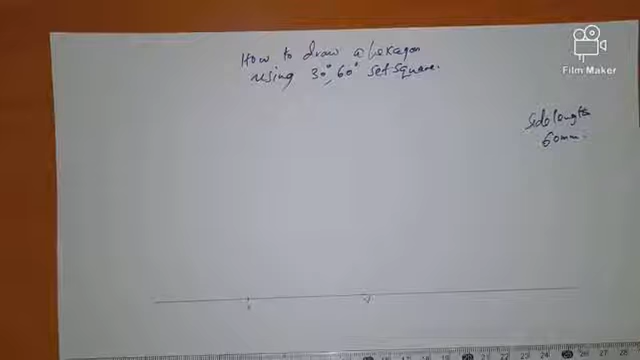 How to draw a hexagon
using 30°, 60° set square.
Film Maker
side length
60mm.